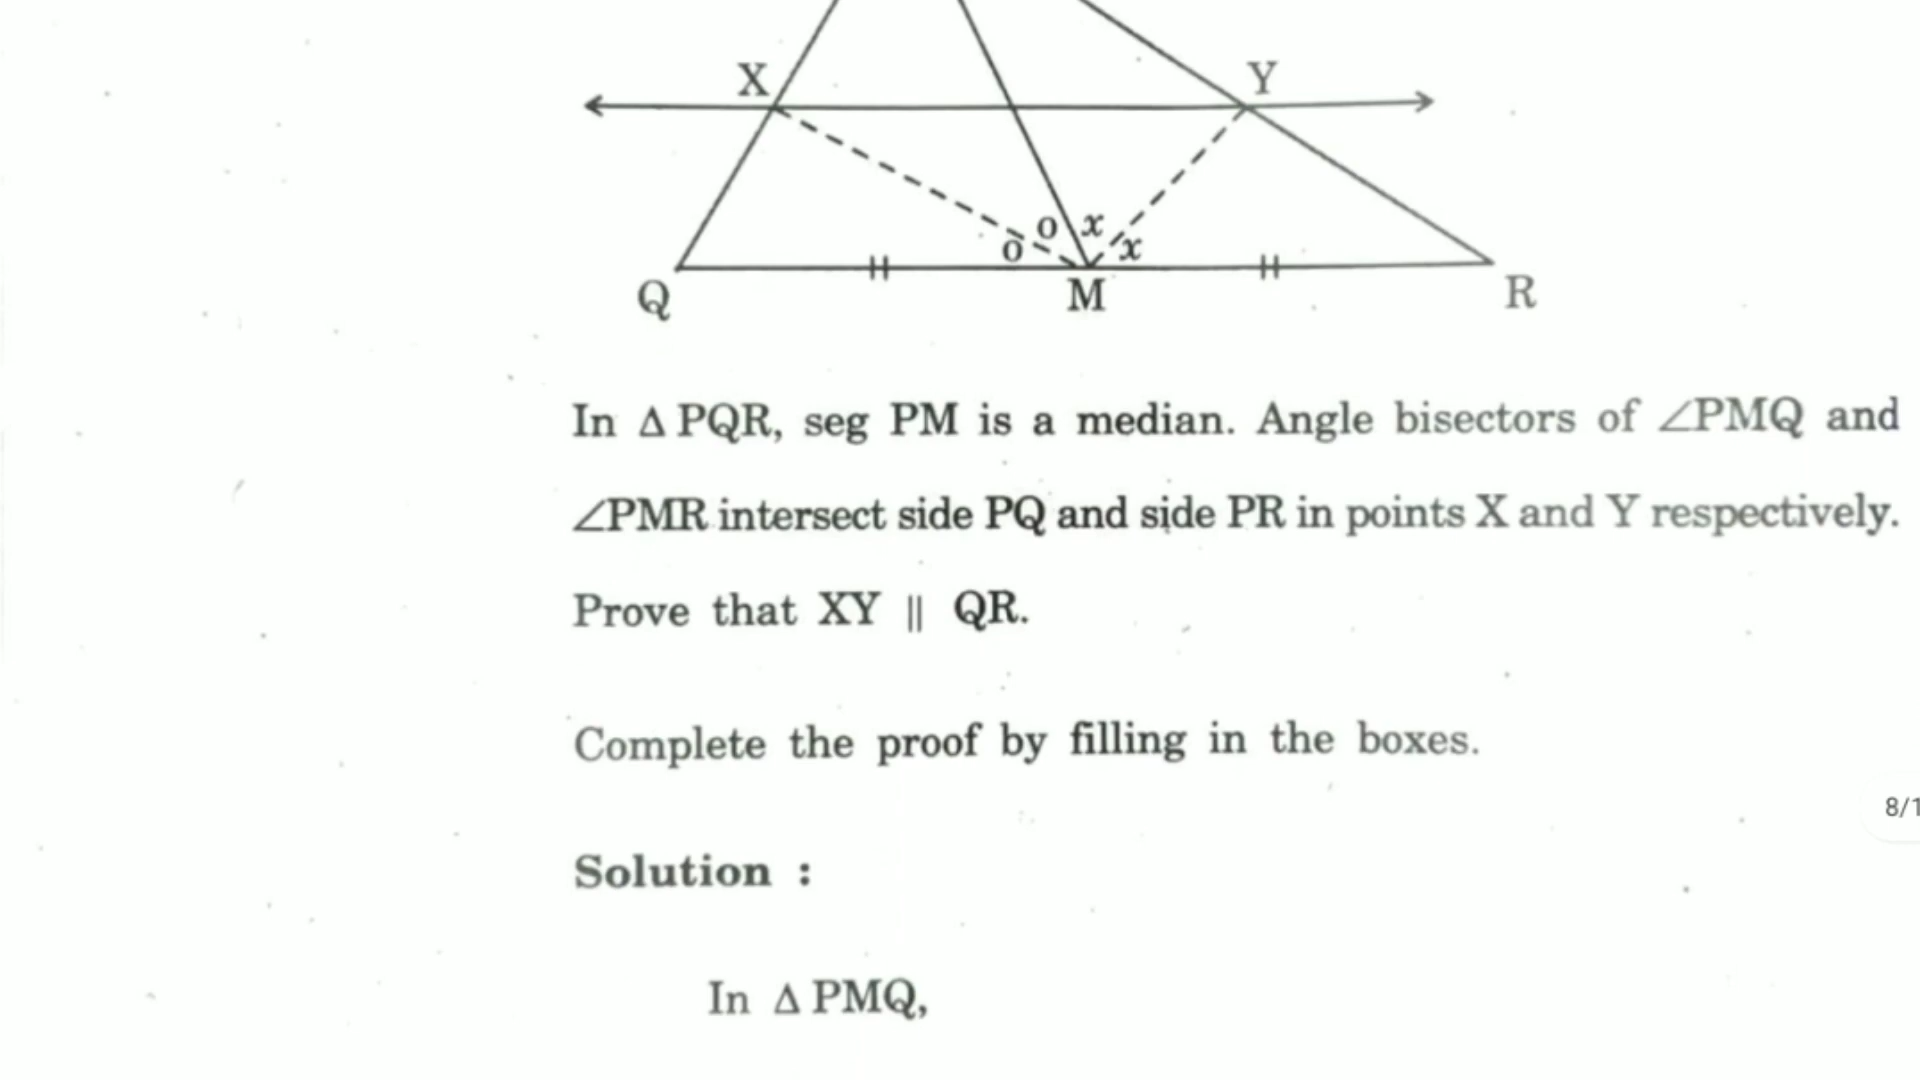 X Y
o x
o x
Q M R
In Δ PQR, seg PM is a median. Angle bisectors of ∠PMQ and
∠PMR intersect side PQ and side PR in points X and Y respectively.
Prove that XY || QR.
Complete the proof by filling in the boxes.
8/1
Solution :
In Δ PMQ,